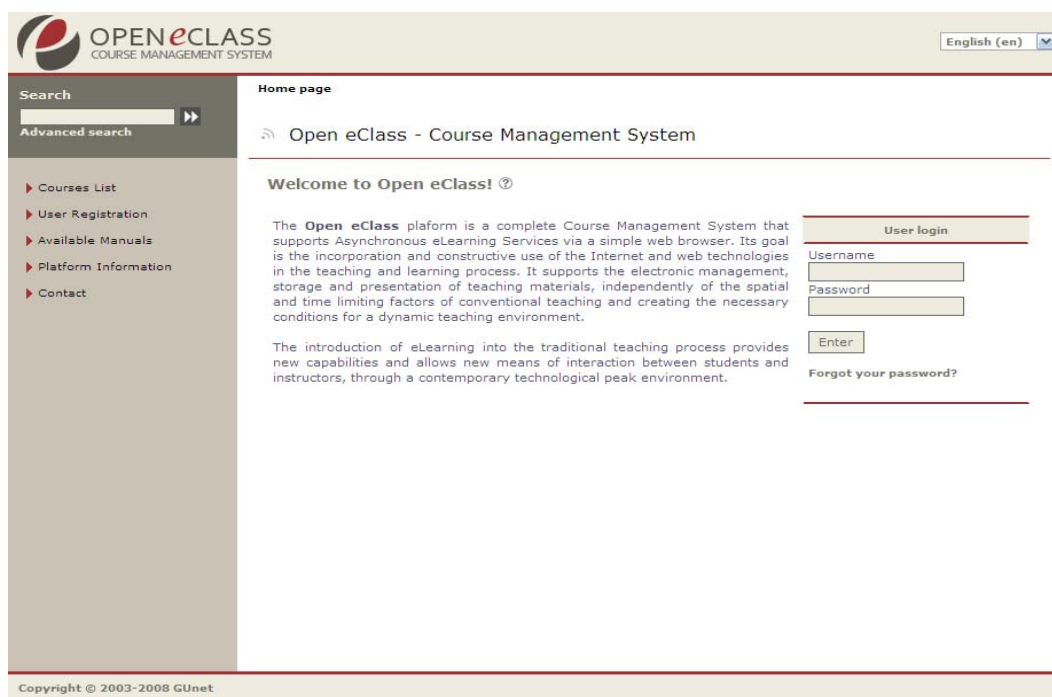 OPEN eCLASS
COURSE MANAGEMENT SYSTEM
English (en)
Search
Advanced search
Courses List
User Registration
Available Manuals
Platform Information
Contact
Home page
Open eClass - Course Management System
Welcome to Open eClass! ?
The Open eClass plaform is a complete Course Management System that
supports Asynchronous eLearning Services via a simple web browser. Its goal
is the incorporation and constructive use of the Internet and web technologies
in the teaching and learning process. It supports the electronic management,
storage and presentation of teaching materials, independently of the spatial
and time limiting factors of conventional teaching and creating the necessary
conditions for a dynamic teaching environment.
The introduction of eLearning into the traditional teaching process provides
new capabilities and allows new means of interaction between students and
instructors, through a contemporary technological peak environment.
User login
Username
Password
Enter
Forgot your password?
Copyright © 2003-2008 GUnet